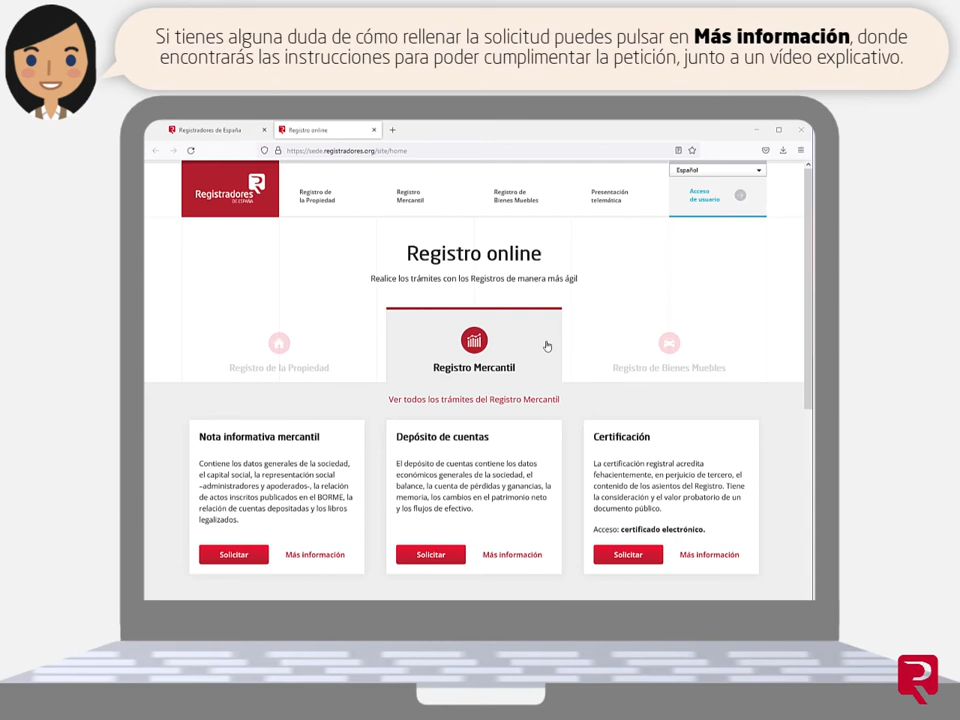 Si tienes alguna duda de cómo rellenar la solicitud puedes pulsar en Más información, donde
encontrarás las instrucciones para poder cumplimentar la petición, junto a un vídeo explicativo.
Registradores de España
Registro online
https://sede.registradores.org/site/home
Español
Registradores
DE ESPAÑA
Registro de
la Propiedad
Registro
Mercantil
Registro de
Bienes Muebles
Presentación
telemática
Acceso
de usuario
Registro online
Realice los trámites con los Registros de manera más ágil
Registro de la Propiedad
Registro Mercantil
Registro de Bienes Muebles
Ver todos los trámites del Registro Mercantil
Nota informativa mercantil
Contiene los datos generales de la sociedad,
el capital social, la representación social
–administradores y apoderados-, la relación
de actos inscritos publicados en el BORME, la
relación de cuentas depositadas y los libros
legalizados.
Solicitar
Más información
Depósito de cuentas
El depósito de cuentas contiene los datos
económicos generales de la sociedad, el
balance, la cuenta de pérdidas y ganancias, la
memoria, los cambios en el patrimonio neto
y los flujos de efectivo.
Solicitar
Más información
Certificación
La certificación registral acredita
fehacientemente, en perjuicio de tercero, el
contenido de los asientos del Registro. Tiene
la consideración y el valor probatorio de un
documento público.
Acceso: certificado electrónico.
Solicitar
Más información